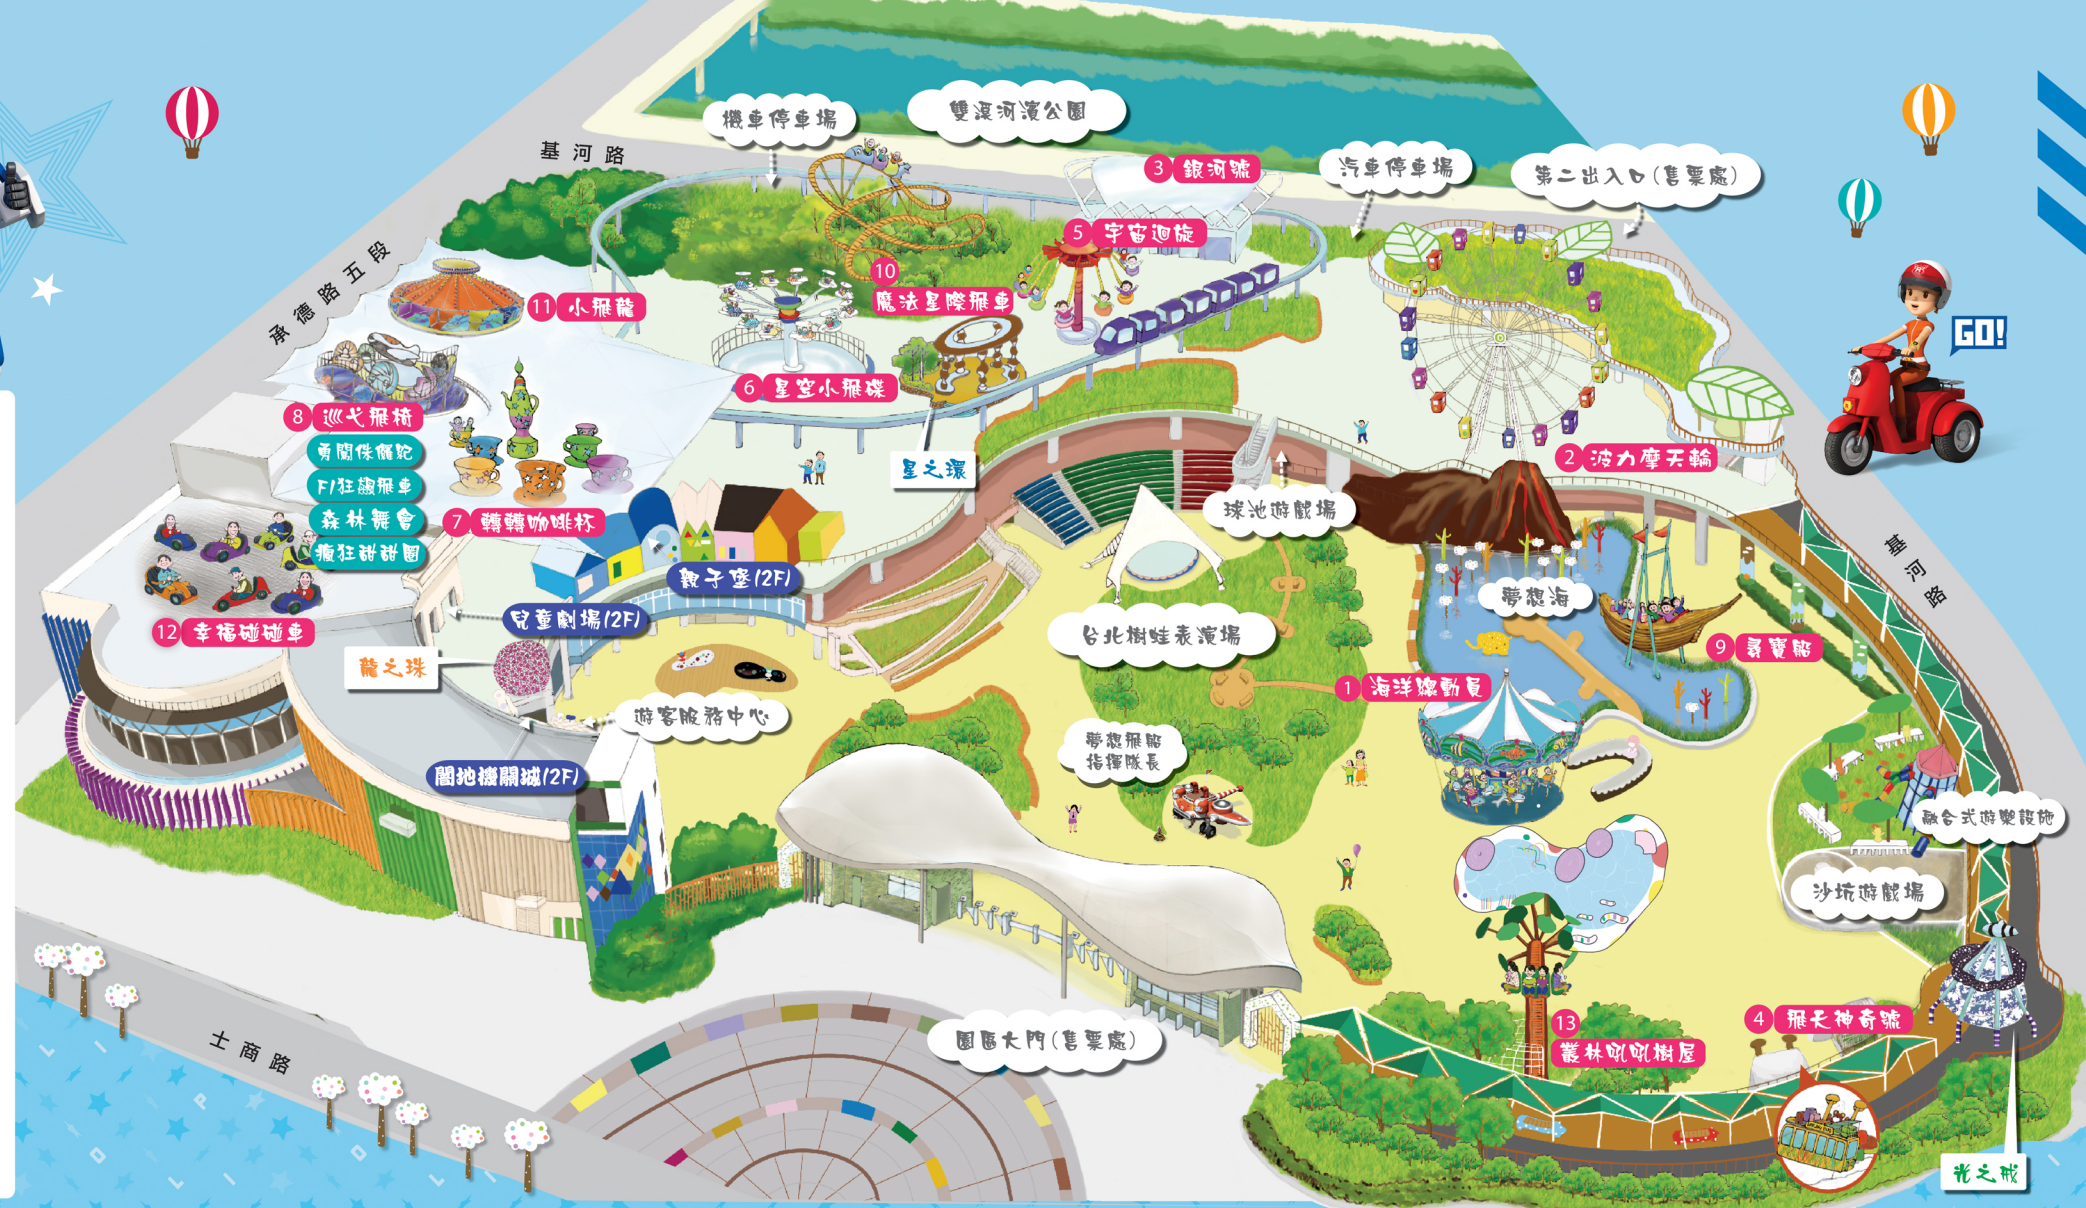 機車停車場
雙溪河濱公園
基河路
汽車停車場
第二出入口(售票處)
3 銀河號
5 宇宙迴旋
承德路五段
10
魔法星際飛車
11 小飛龍
GO!
6 星空小飛碟
8 巡弋飛椅
勇闖侏儸紀
F1狂飆飛車
森林舞會
瘋狂甜甜圈
7 轉轉咖啡杯
星之環
2 波力摩天輪
球池遊戲場
基河路
親子堡(2F)
兒童劇場(2F)
夢想海
12 幸福碰碰車
台北樹蛙表演場
9 尋寶船
龍之珠
1 海洋總動員
遊客服務中心
夢想飛船
指揮隊長
闖地機關城(2F)
融合式遊樂設施
沙坑遊戲場
4 飛天神奇號
13
叢林吼吼樹屋
園區大門(售票處)
士商路
光之戒